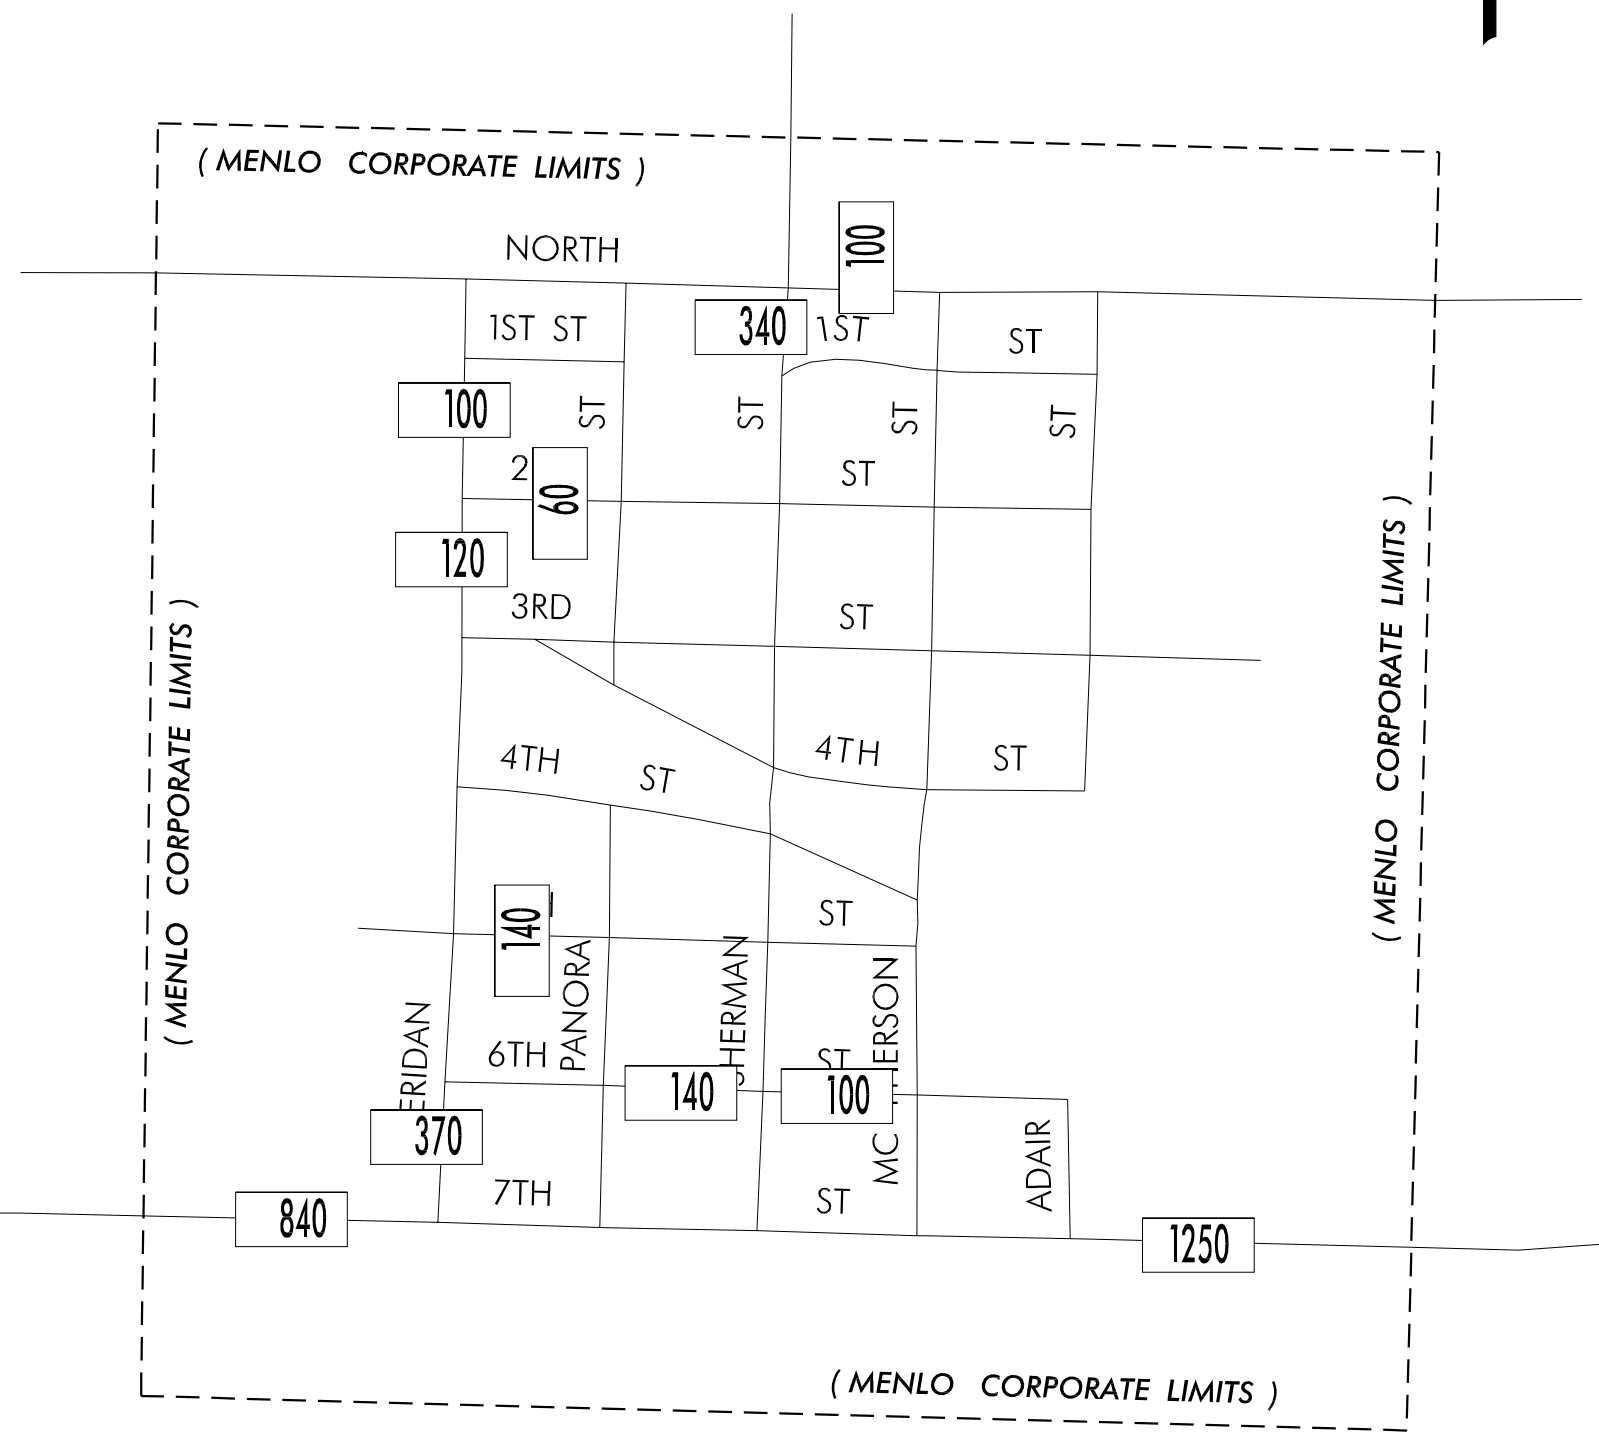 ( MENLO CORPORATE LIMITS )
NORTH
100
1ST ST
340
1ST
ST
100
ST
ST
ST
ST
2
60
ST
120
3RD
ST
( MENLO CORPORATE LIMITS )
( MENLO CORPORATE LIMITS )
4TH
ST
4TH
ST
140
ST
PANORA
SHERMAN
6TH
ST
140
100
370
ADAIR
7TH
ST
840
1250
( MENLO CORPORATE LIMITS )